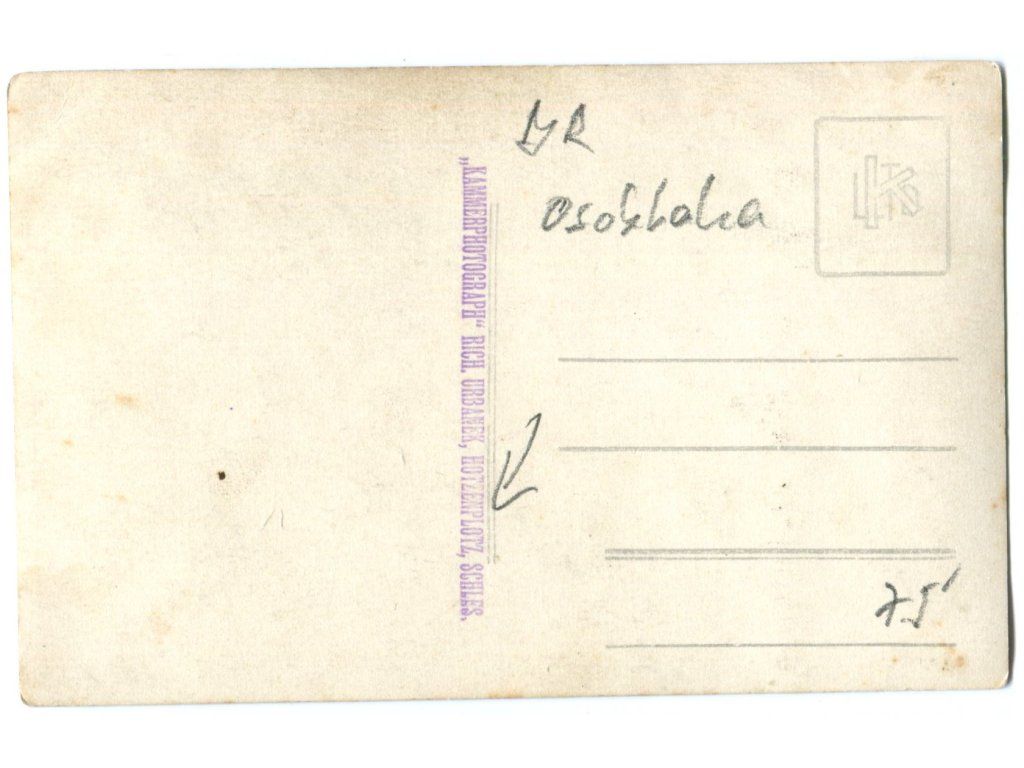 „KAMMERPHOTOGRAPH“ RICH. URBANEK, HOTZENPLOTZ, SCHLES.
Osoblaha
75